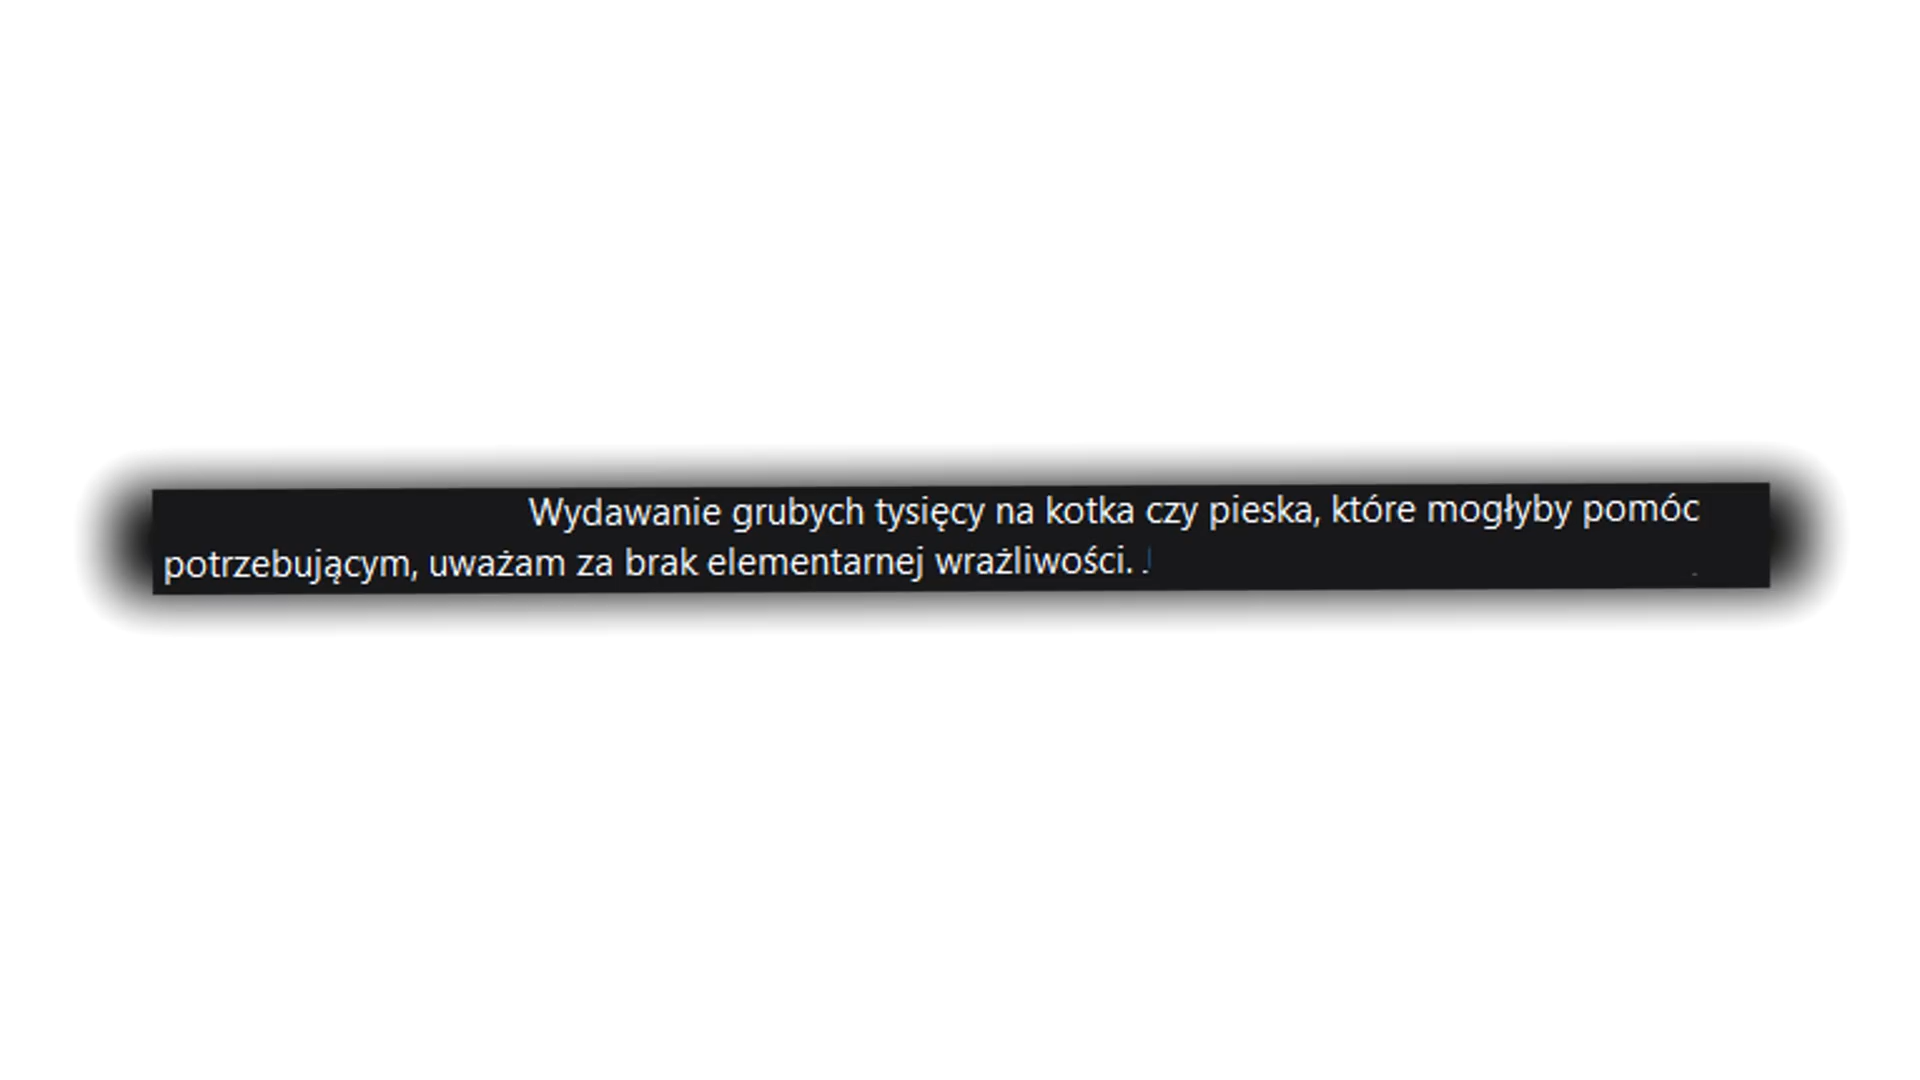 Wydawanie grubych tysięcy na kotka czy pieska, które mogłyby pomóc
potrzebującym, uważam za brak elementarnej wrażliwości. .